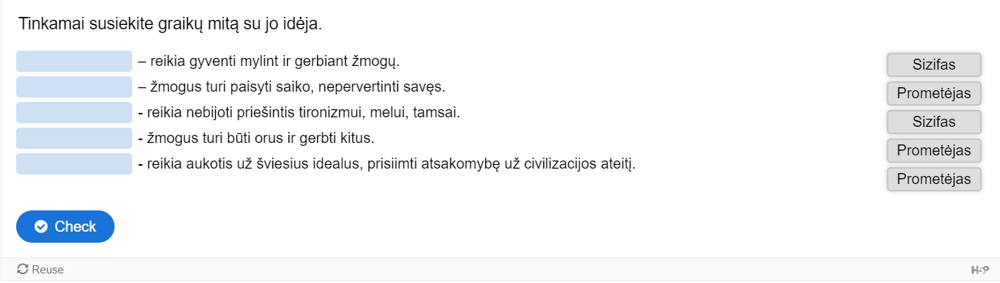 Tinkamai susiekite graikų mitą su jo idėja.
– reikia gyventi mylint ir gerbiant žmogų.
– žmogus turi paisyti saiko, nepervertinti savęs.
- reikia nebijoti priešintis tironizmui, melui, tamsai.
- žmogus turi būti orus ir gerbti kitus.
- reikia aukotis už šviesius idealus, prisiimti atsakomybę už civilizacijos ateitį.
Sizifas
Prometėjas
Sizifas
Prometėjas
Prometėjas
Check
Reuse
H5P